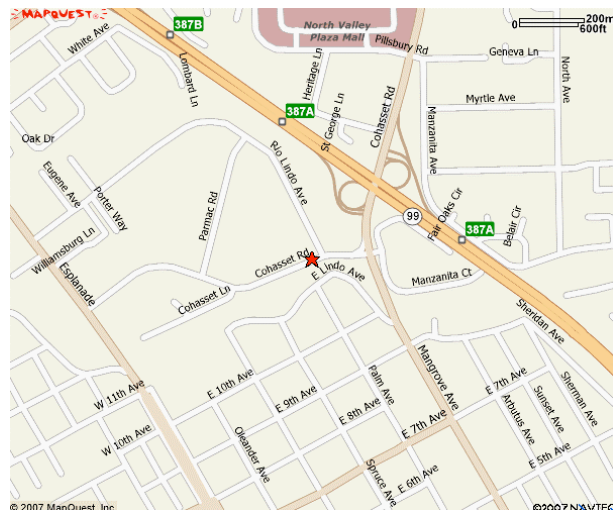 MAPQUEST
387B
North Valley
Plaza Mall
0 200m
600ft
White Ave
Pillsbury Rd
Geneva Ln
Lombard Ln
Heritage Ln
North Ave
387A
St George Ln
Cohasset Rd
Myrtle Ave
Manzanita Ave
Oak Dr
Rio Lindo Ave
Eugene Ave
Porter Way
Parmac Rd
99
Fair Oaks Cir
387A
Belair Cir
Williamsburg Ln
Esplanade
Cohasset Rd
E Lindo Ave
Manzanita Ct
Cohasset Ln
Sheridan Ave
Mangrove Ave
W 11th Ave
E 10th Ave
Palm Ave
E 9th Ave
E 7th Ave
Sherman Ave
Sunset Ave
Arbutus Ave
W 10th Ave
E 8th Ave
E 7th Ave
Oleander Ave
E 5th Ave
Spruce Ave
E 6th Ave
© 2007 MapQuest, Inc.
©2007 NAVTEQ